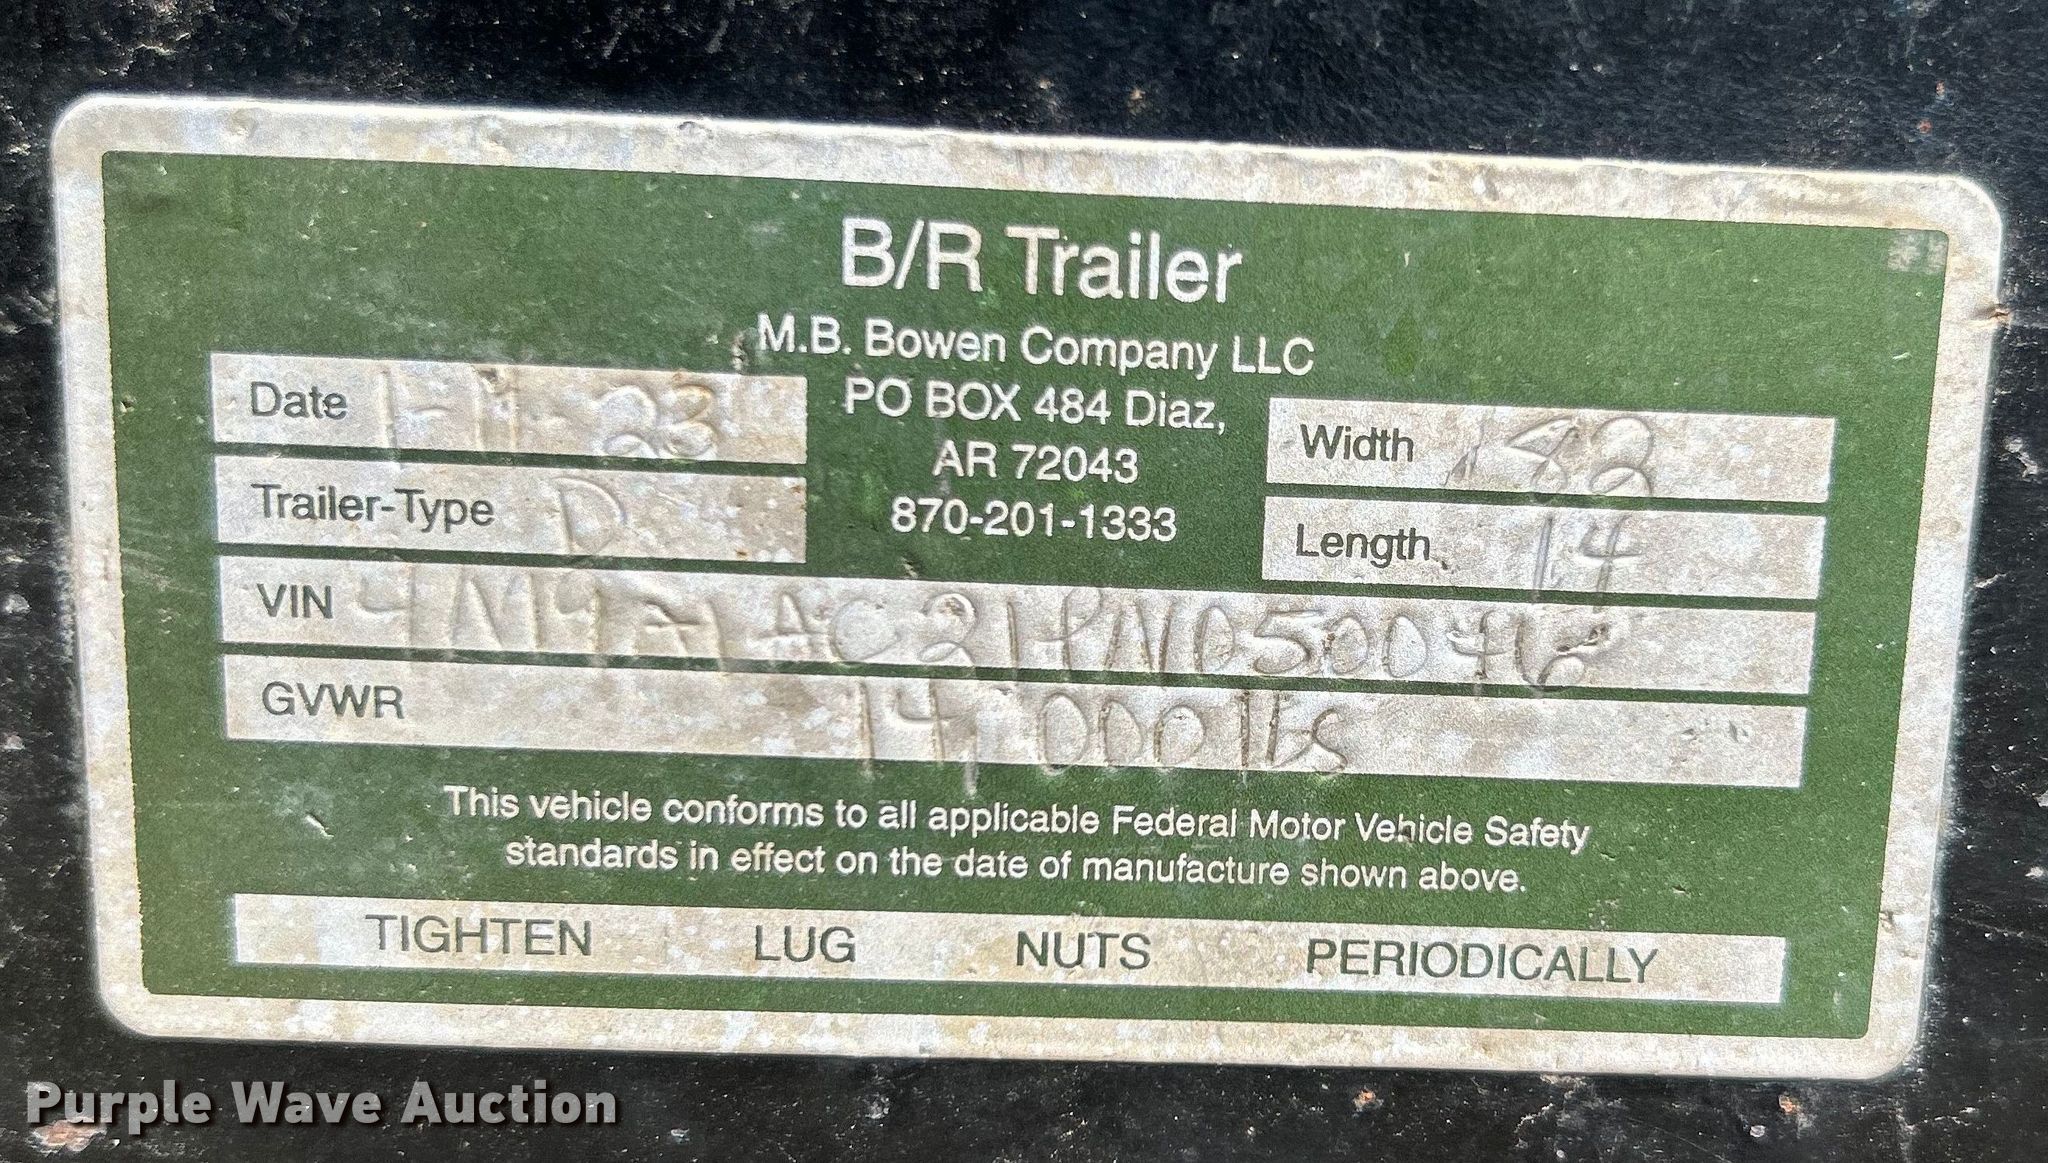 B/R Trailer
M.B. Bowen Company LLC
PO BOX 484 Diaz,
AR 72043
870-201-1333
Date 1-11-23
Trailer-Type D
Width
Length 14
VIN
GVWR 14,000 lbs
This vehicle conforms to all applicable Federal Motor Vehicle Safety
standards in effect on the date of manufacture shown above.
TIGHTEN LUG NUTS PERIODICALLY
Purple Wave Auction